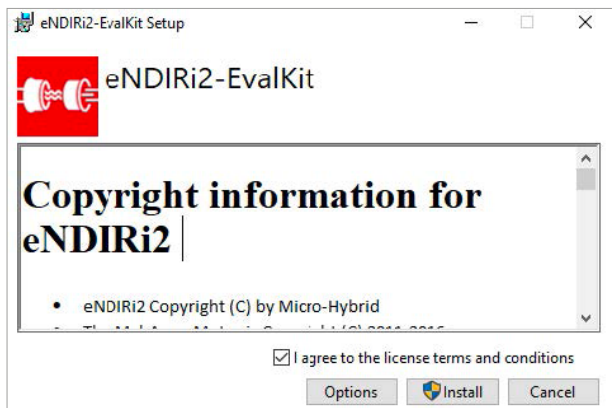 eNDIRi2-EvalKit Setup
eNDIRi2-EvalKit
Copyright information for
eNDIRi2
• eNDIRi2 Copyright (C) by Micro-Hybrid
I agree to the license terms and conditions
Options Install Cancel